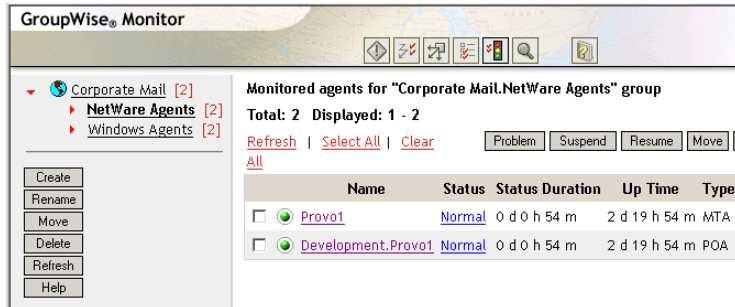 GroupWise® Monitor
Corporate Mail [2]
NetWare Agents [2]
Windows Agents [2]
Create
Rename
Move
Delete
Refresh
Help
Monitored agents for "Corporate Mail.NetWare Agents" group
Total: 2 Displayed: 1 - 2
Refresh | Select All | Clear
All
Problem Suspend Resume Move
Name Status Status Duration Up Time Type
Provo1 Normal 0 d 0 h 54 m 2 d 19 h 54 m MTA
Development.Provo1 Normal 0 d 0 h 54 m 2 d 19 h 54 m POA